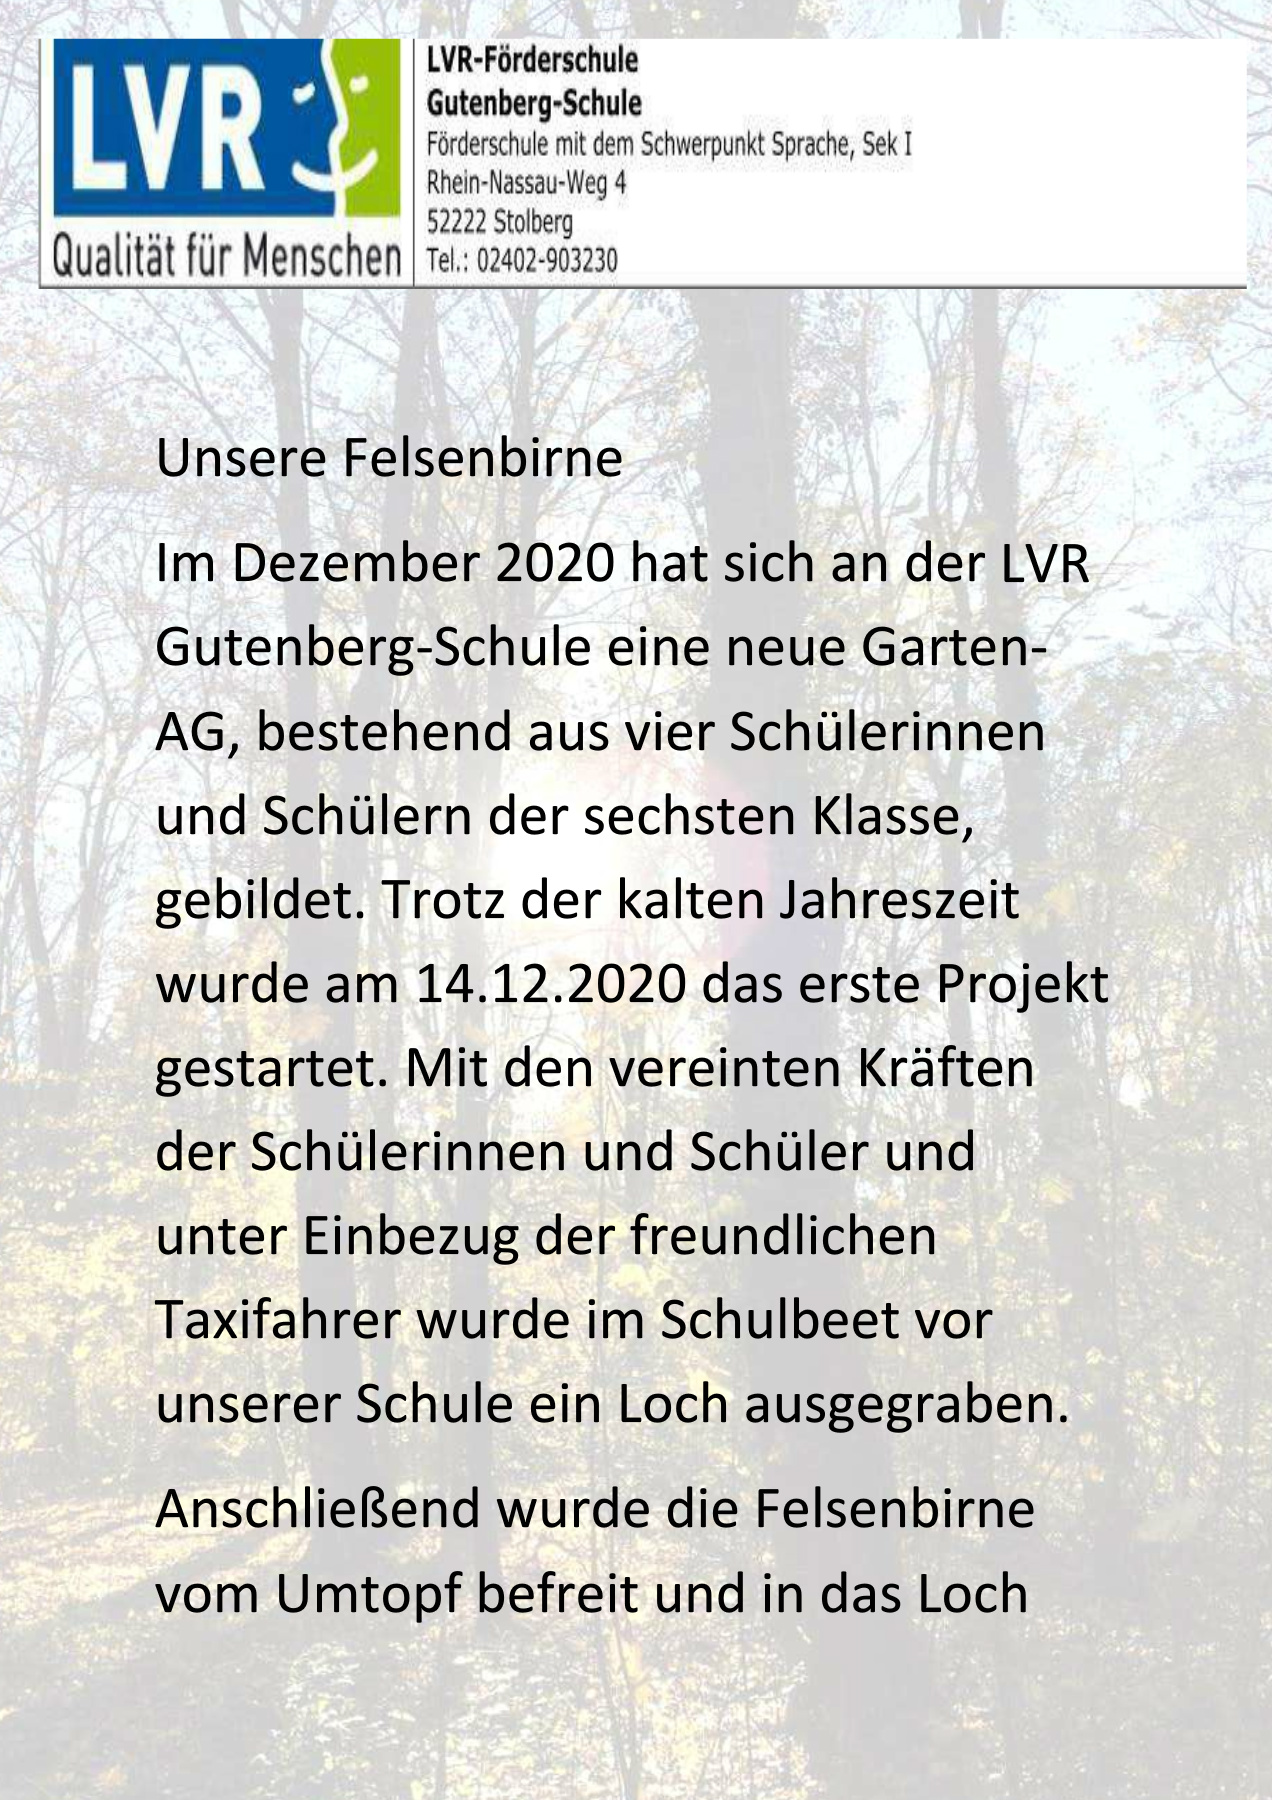 LVR
Qualität für Menschen
LVR-Förderschule
Gutenberg-Schule
Förderschule mit dem Schwerpunkt Sprache, Sek I
Rhein-Nassau-Weg 4
52222 Stolberg
Tel.: 02402-903230
Unsere Felsenbirne
Im Dezember 2020 hat sich an der LVR
Gutenberg-Schule eine neue Garten-
AG, bestehend aus vier Schülerinnen
und Schülern der sechsten Klasse,
gebildet. Trotz der kalten Jahreszeit
wurde am 14.12.2020 das erste Projekt
gestartet. Mit den vereinten Kräften
der Schülerinnen und Schüler und
unter Einbezug der freundlichen
Taxifahrer wurde im Schulbeet vor
unserer Schule ein Loch ausgegraben.
Anschließend wurde die Felsenbirne
vom Umtopf befreit und in das Loch